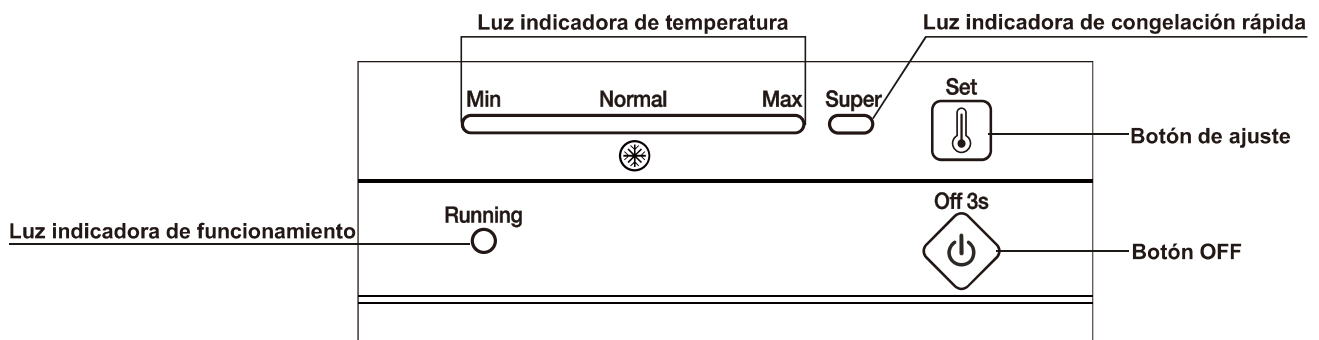 Luz indicadora de temperatura
Luz indicadora de congelación rápida
Min Normal Max Super Set
Botón de ajuste
Running
Off 3s
Luz indicadora de funcionamiento
Botón OFF